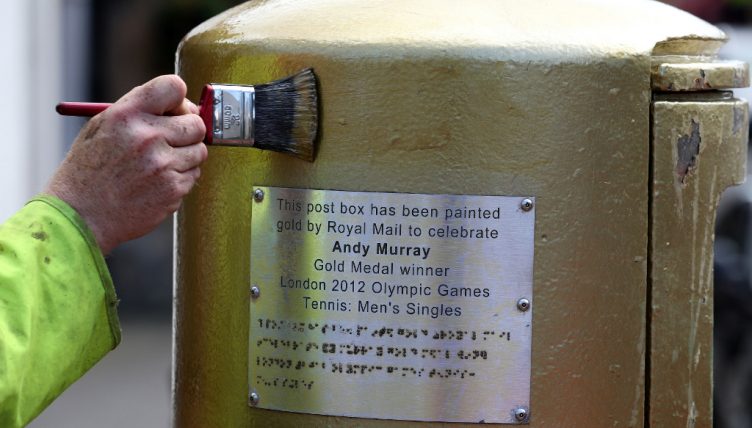 This post box has been painted
gold by Royal Mail to celebrate
Andy Murray
Gold Medal winner
London 2012 Olympic Games
Tennis: Men's Singles